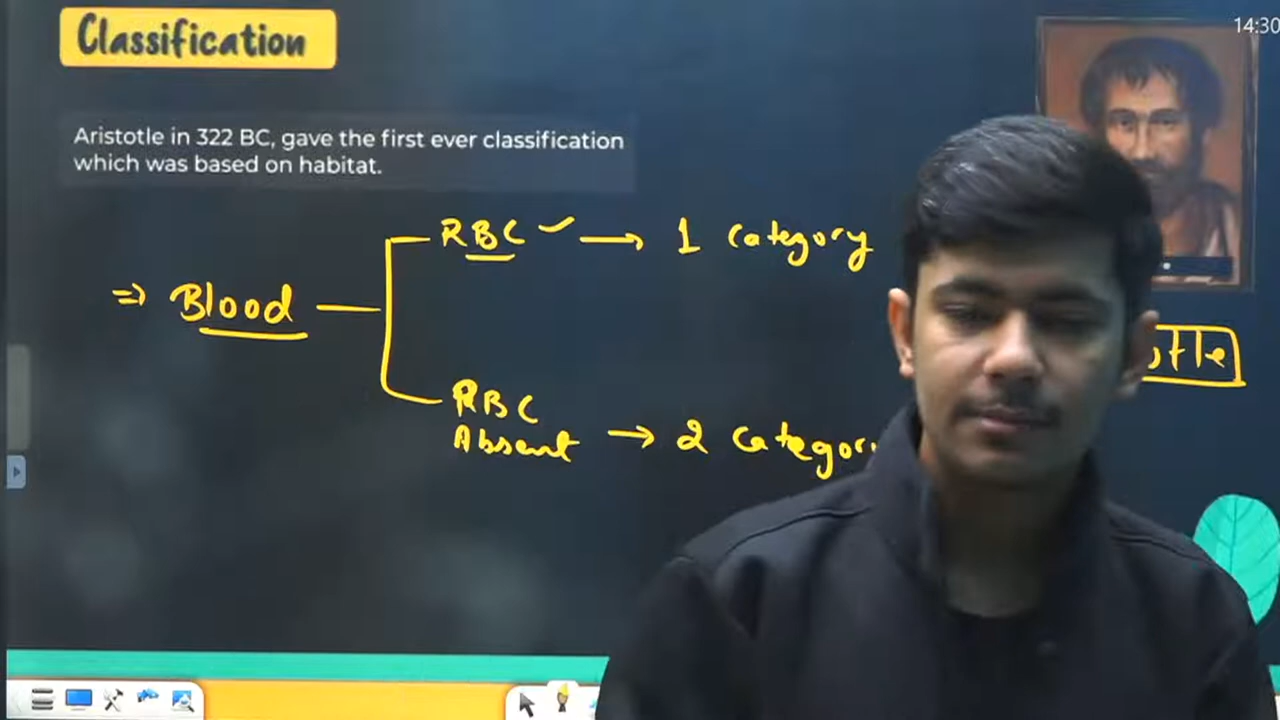 Classification
14:30
Aristotle in 322 BC, gave the first ever classification
which was based on habitat.
RBC ✓ → 1 category
⇒ Blood
RBC
Absent → 2 Category